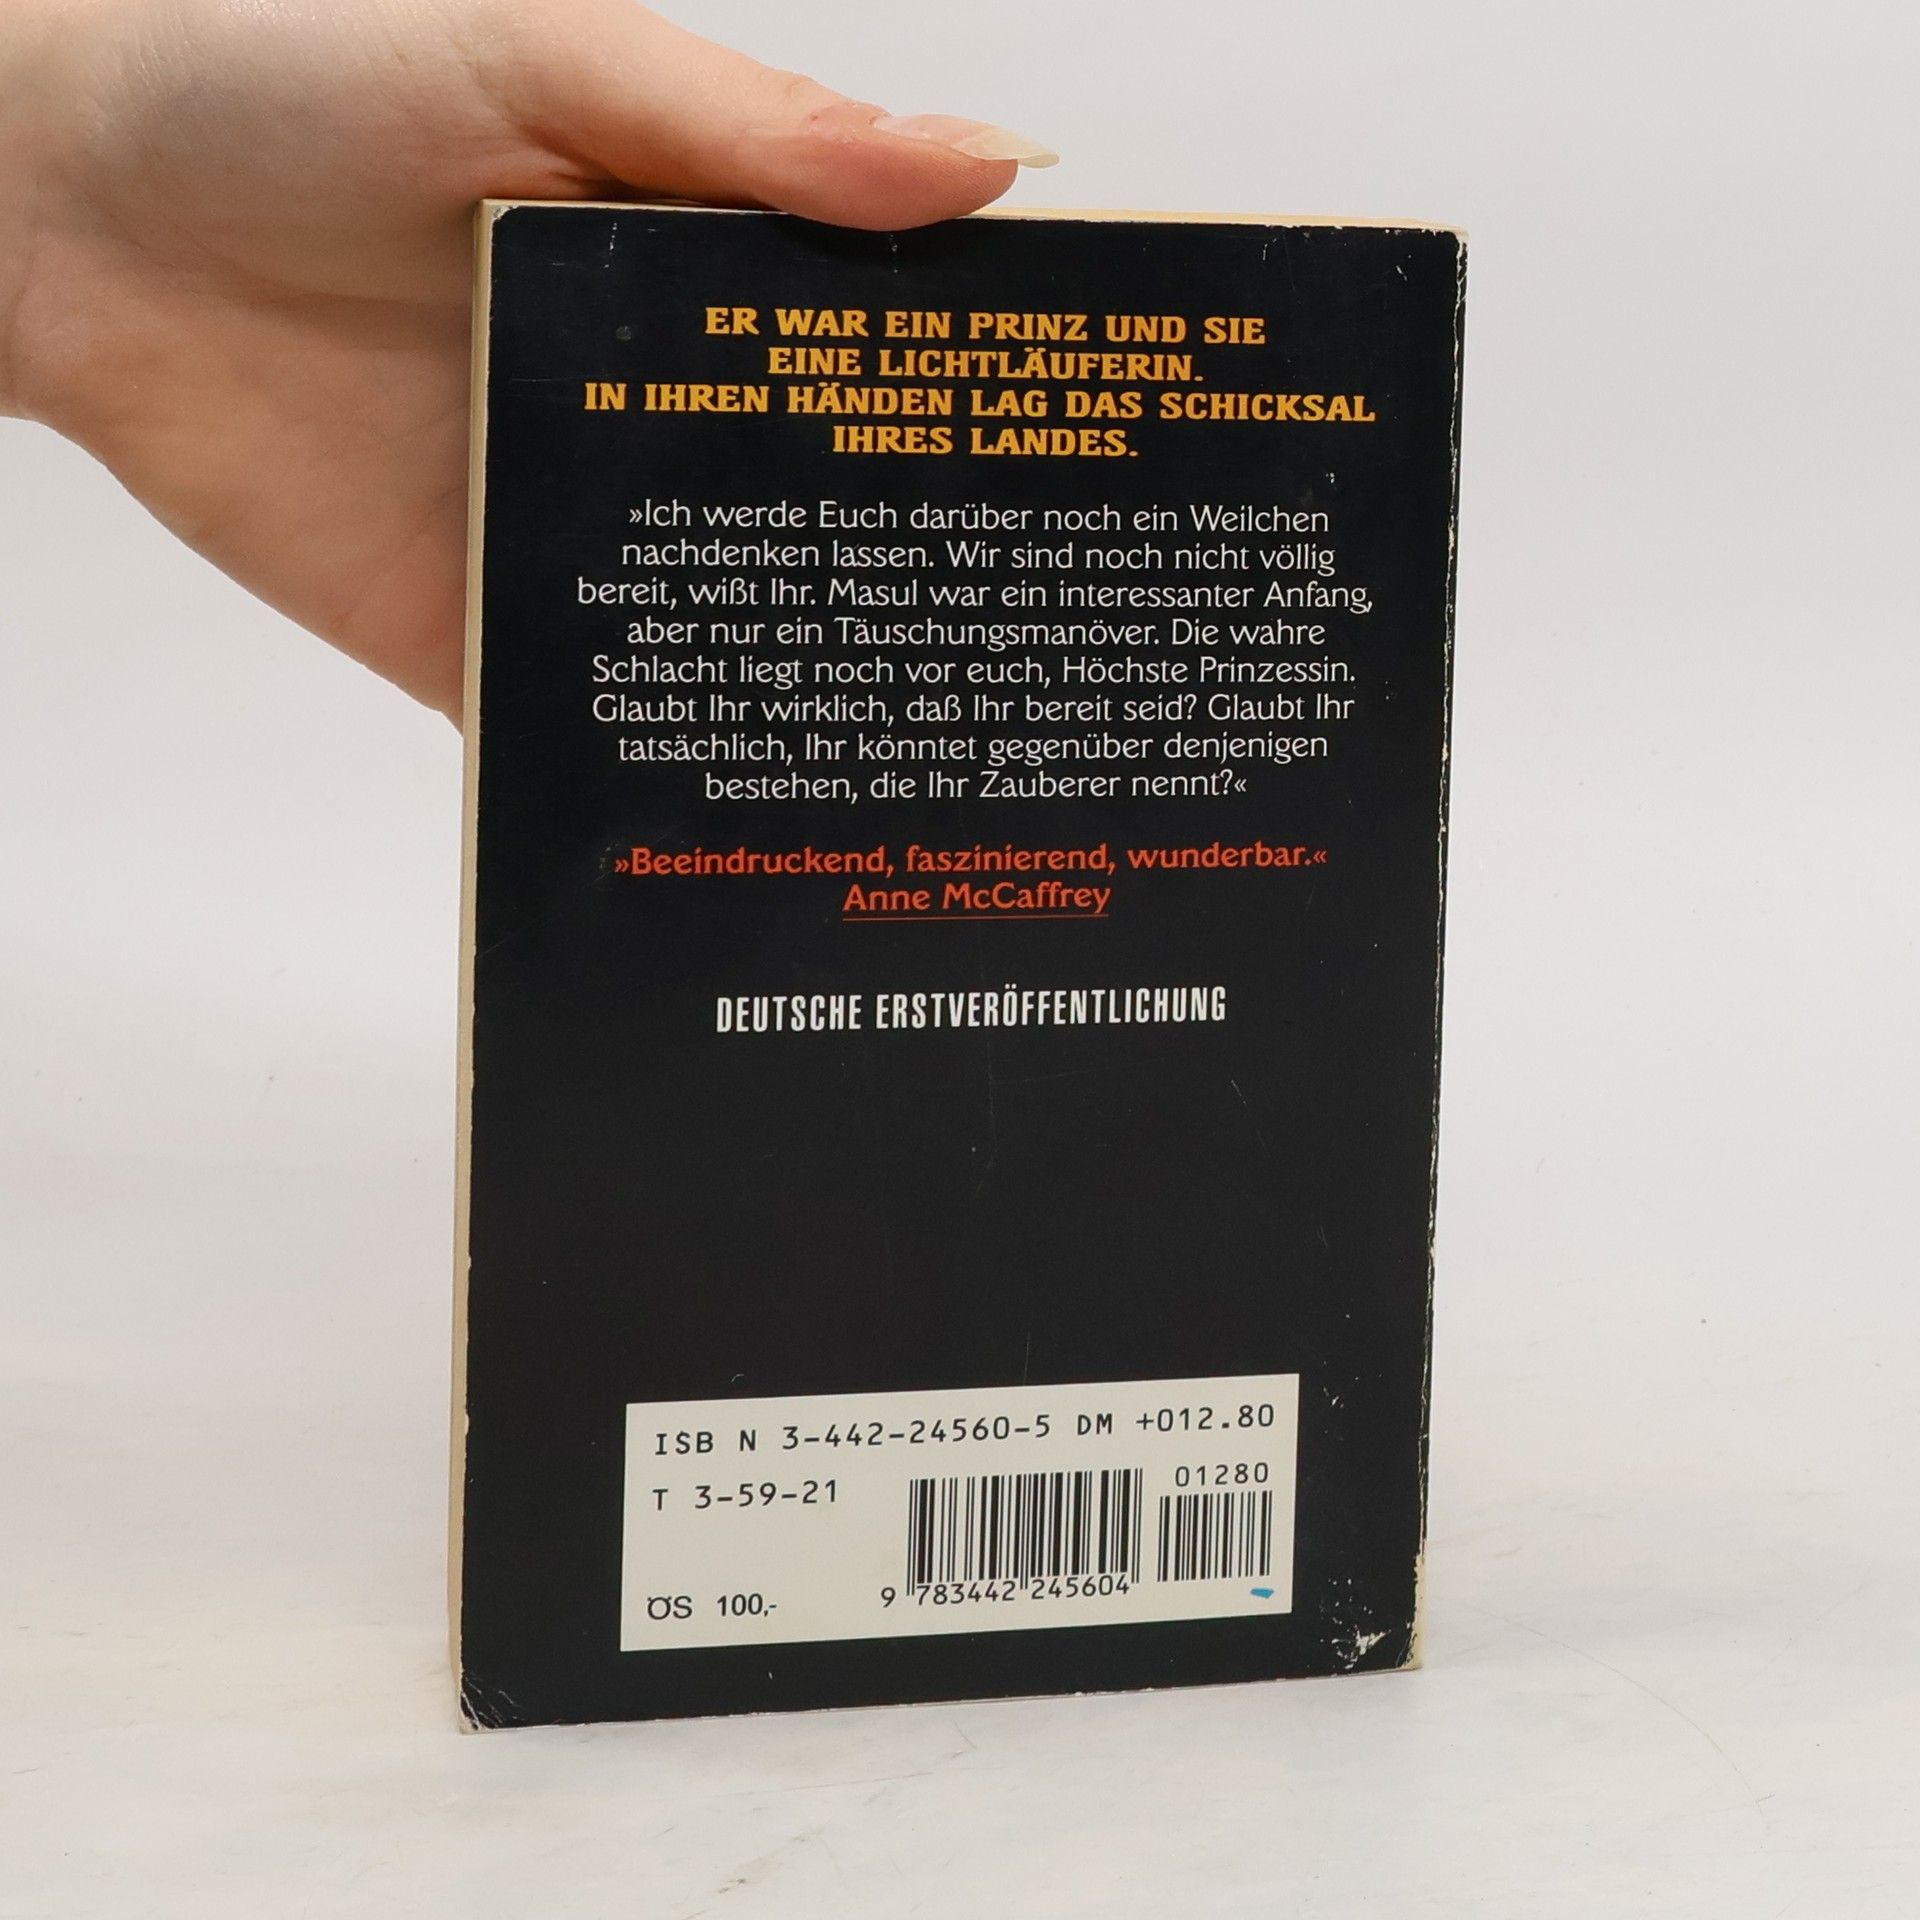 ER WAR EIN PRINZ UND SIE
EINE LICHTLÄUFERIN.
IN IHREN HÄNDEN LAG DAS SCHICKSAL
IHRES LANDES.
»Ich werde Euch darüber noch ein Weilchen
nachdenken lassen. Wir sind noch nicht völlig
bereit, wißt Ihr. Masul war ein interessanter Anfang,
aber nur ein Täuschungsmanöver. Die wahre
Schlacht liegt noch vor euch, Höchste Prinzessin.
Glaubt Ihr wirklich, daß Ihr bereit seid? Glaubt Ihr
tatsächlich, Ihr könntet gegenüber denjenigen
bestehen, die Ihr Zauberer nennt?«
»Beeindruckend, faszinierend, wunderbar.«
Anne McCaffrey
DEUTSCHE ERSTVERÖFFENTLICHUNG
ISB N 3-442-24560-5 DM +012.80
T 3-59-21
01280
9 783442 245604
ÖS 100,-